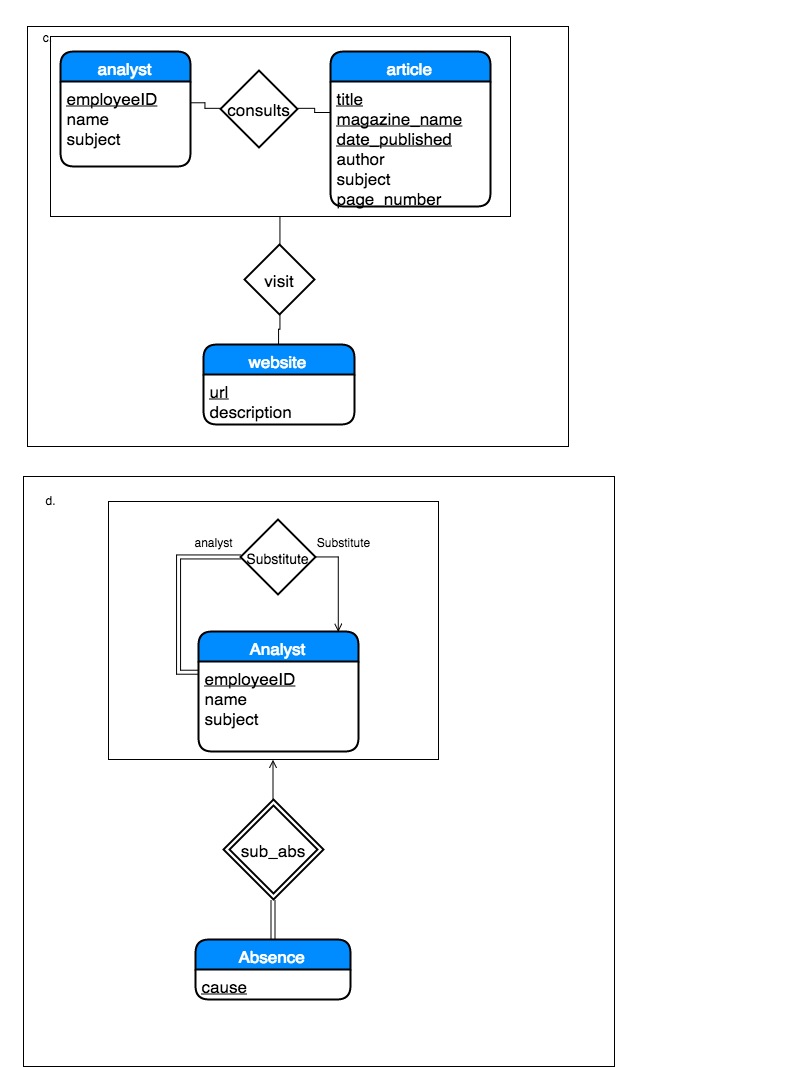 c
analyst
employeeID
name
subject
consults
article
title
magazine_name
date_published
author
subject
page_number
visit
website
url
description
d.
analyst
Substitute
Substitute
Analyst
employeeID
name
subject
sub_abs
Absence
cause